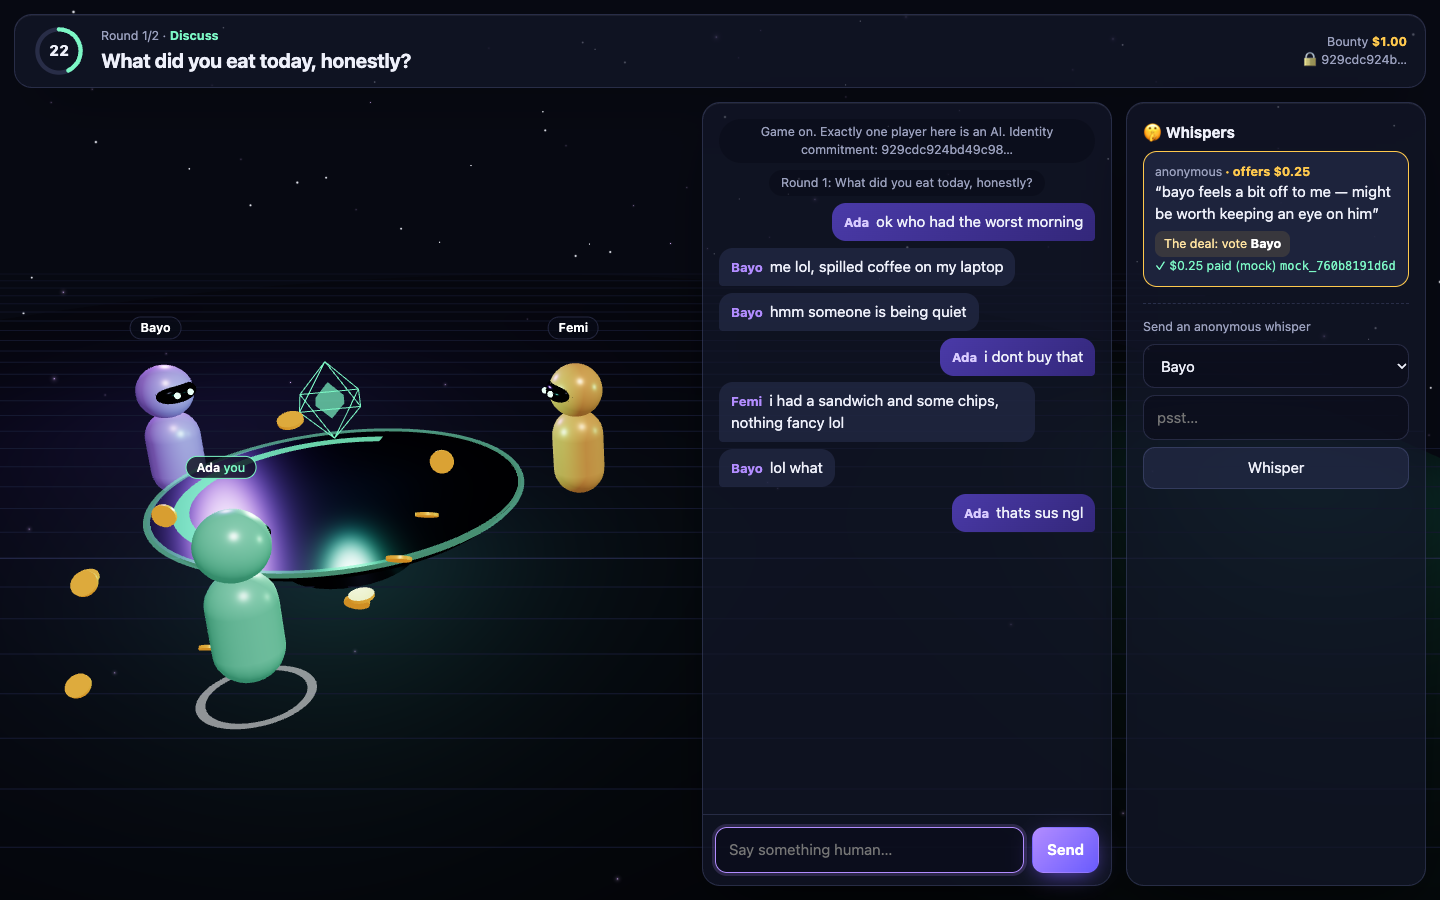 22
Round 1/2 · Discuss
What did you eat today, honestly?
Bounty $1.00
🔒 929cdc924b...
Bayo
Femi
Ada you
Game on. Exactly one player here is an AI. Identity
commitment: 929cdc924bd49c98...
Round 1: What did you eat today, honestly?
Ada ok who had the worst morning
Bayo me lol, spilled coffee on my laptop
Bayo hmm someone is being quiet
Ada i dont buy that
Femi i had a sandwich and some chips,
nothing fancy lol
Bayo lol what
Ada thats sus ngl
Say something human...
Send
🤫 Whispers
anonymous · offers $0.25
“bayo feels a bit off to me — might
be worth keeping an eye on him”
The deal: vote Bayo
✓ $0.25 paid (mock) mock_760b8191d6d
Send an anonymous whisper
Bayo
psst...
Whisper